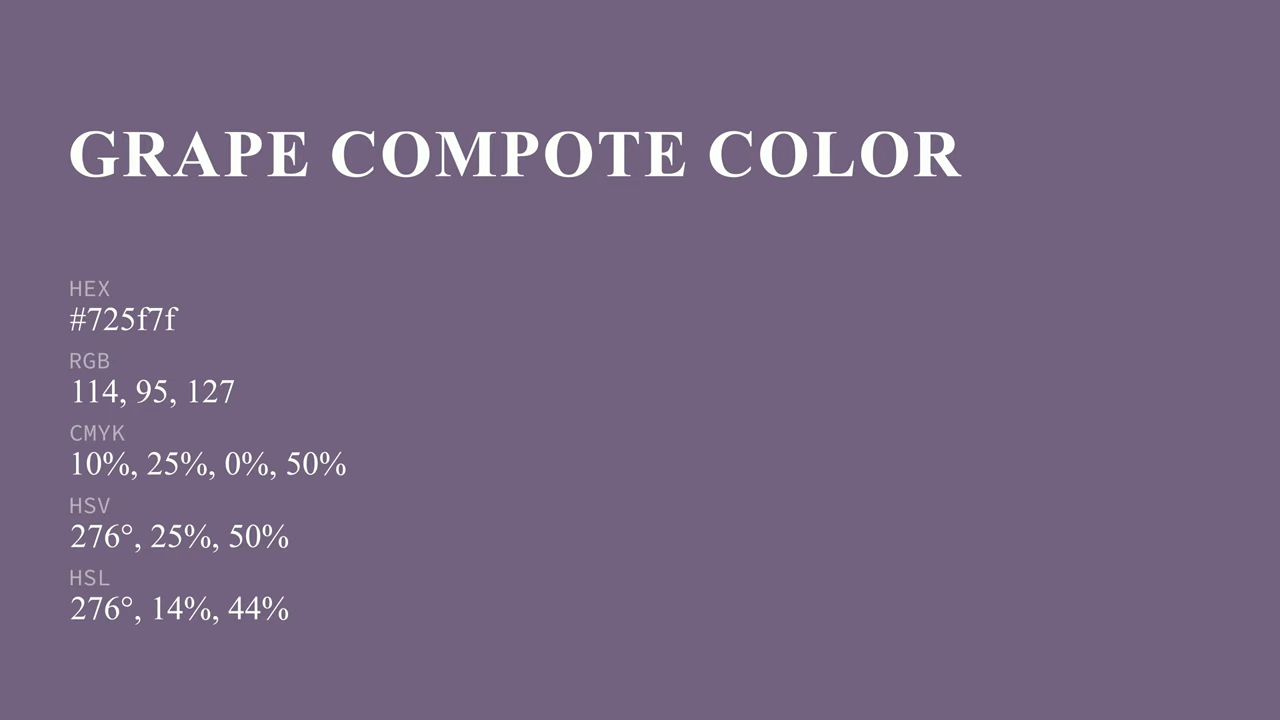 GRAPE COMPOTE COLOR
HEX
#725f7f
RGB
114, 95, 127
CMYK
10%, 25%, 0%, 50%
HSV
276°, 25%, 50%
HSL
276°, 14%, 44%